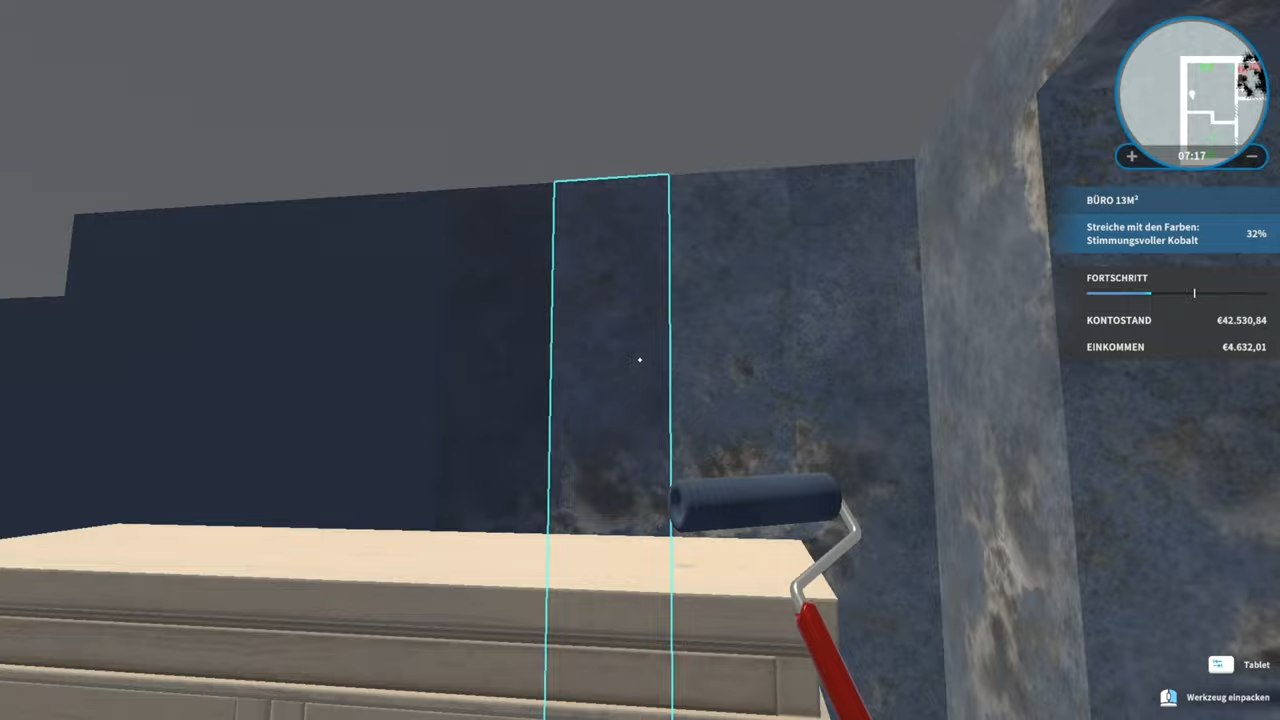 07:17
BÜRO 13M²
Streiche mit den Farben:
Stimmungsvoller Kobalt
32%
FORTSCHRITT
KONTOSTAND €42.530,84
EINKOMMEN €4.632,01
Tablet
Werkzeug einpacken